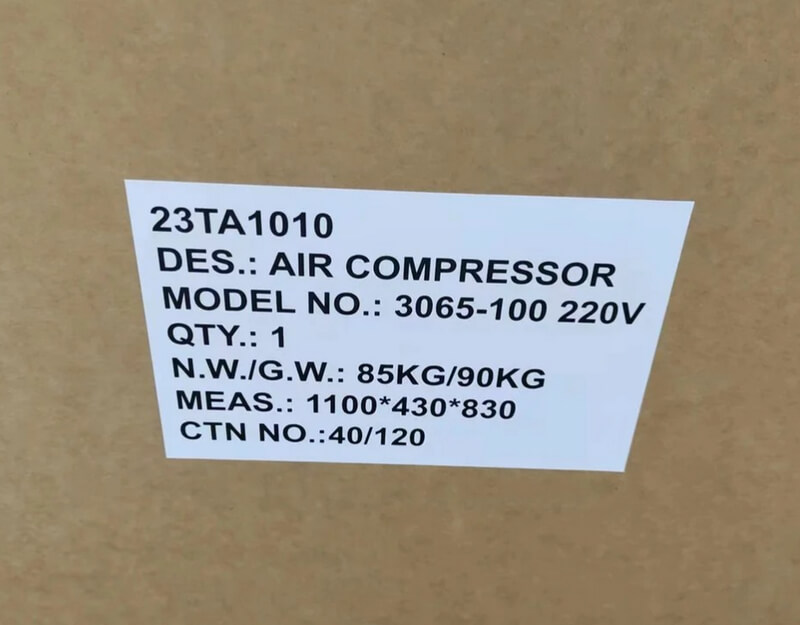 23TA1010
DES.: AIR COMPRESSOR
MODEL NO.: 3065-100 220V
QTY.: 1
N.W./G.W.: 85KG/90KG
MEAS.: 1100*430*830
CTN NO.:40/120